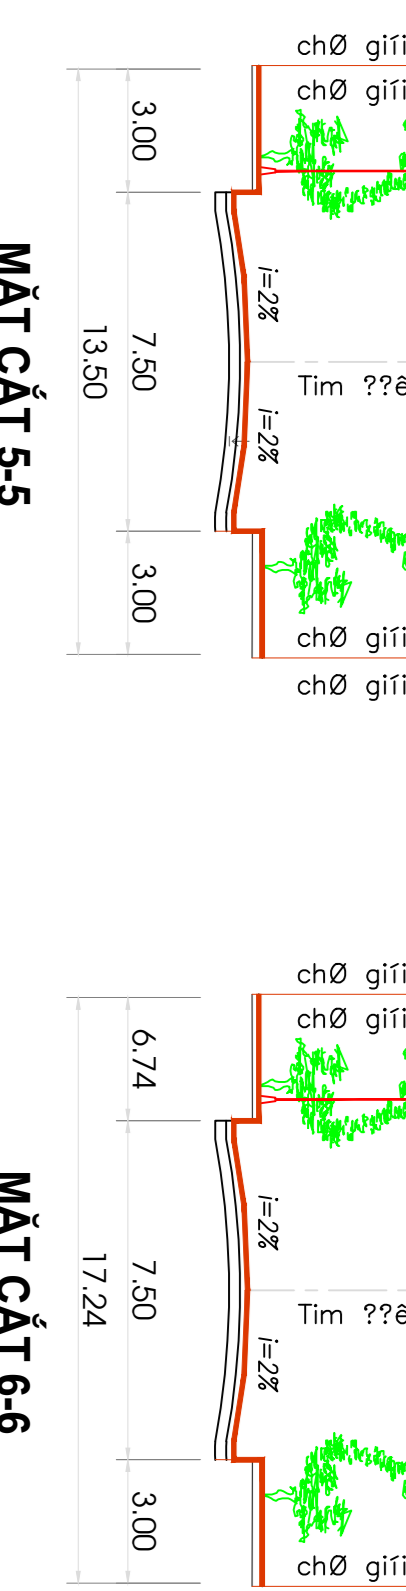 chØ giíi
chØ giíi
3.00
i=2%
7.50
13.50
Tim ??ê
i=2%
3.00
chØ giíi
chØ giíi
MẶT CẮT 5-5
chØ giíi
chØ giíi
6.74
i=2%
7.50
17.24
Tim ??ê
i=2%
3.00
chØ giíi
MẶT CẮT 6-6